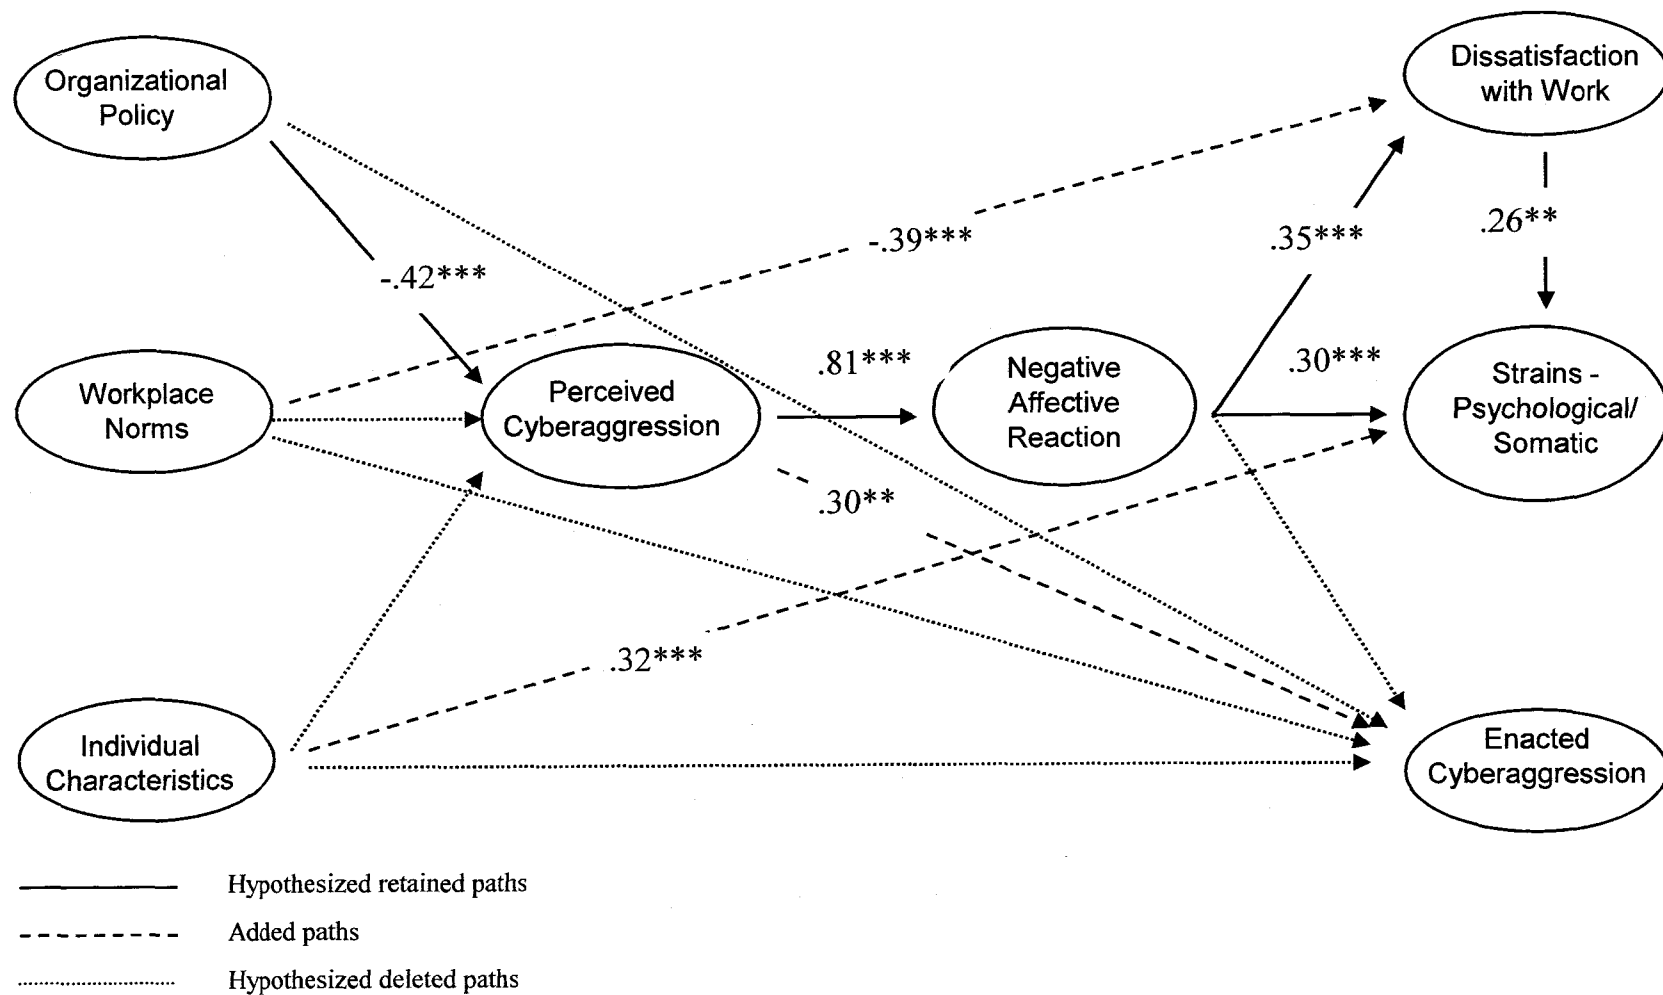 Organizational
Policy
Dissatisfaction
with Work
-.42***
-.39***
.35***
.26**
Workplace
Norms
Perceived
Cyberaggression
.81***
Negative
Affective
Reaction
.30***
Strains -
Psychological/
Somatic
.30**
.32***
Individual
Characteristics
Enacted
Cyberaggression
Hypothesized retained paths
Added paths
Hypothesized deleted paths